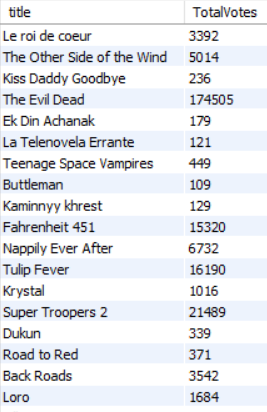 title TotalVotes
Le roi de coeur 3392
The Other Side of the Wind 5014
Kiss Daddy Goodbye 236
The Evil Dead 174505
Ek Din Achanak 179
La Telenovela Errante 121
Teenage Space Vampires 449
Buttleman 109
Kaminnyy khrest 129
Fahrenheit 451 15320
Nappily Ever After 6732
Tulip Fever 16190
Krystal 1016
Super Troopers 2 21489
Dukun 339
Road to Red 371
Back Roads 3542
Loro 1684